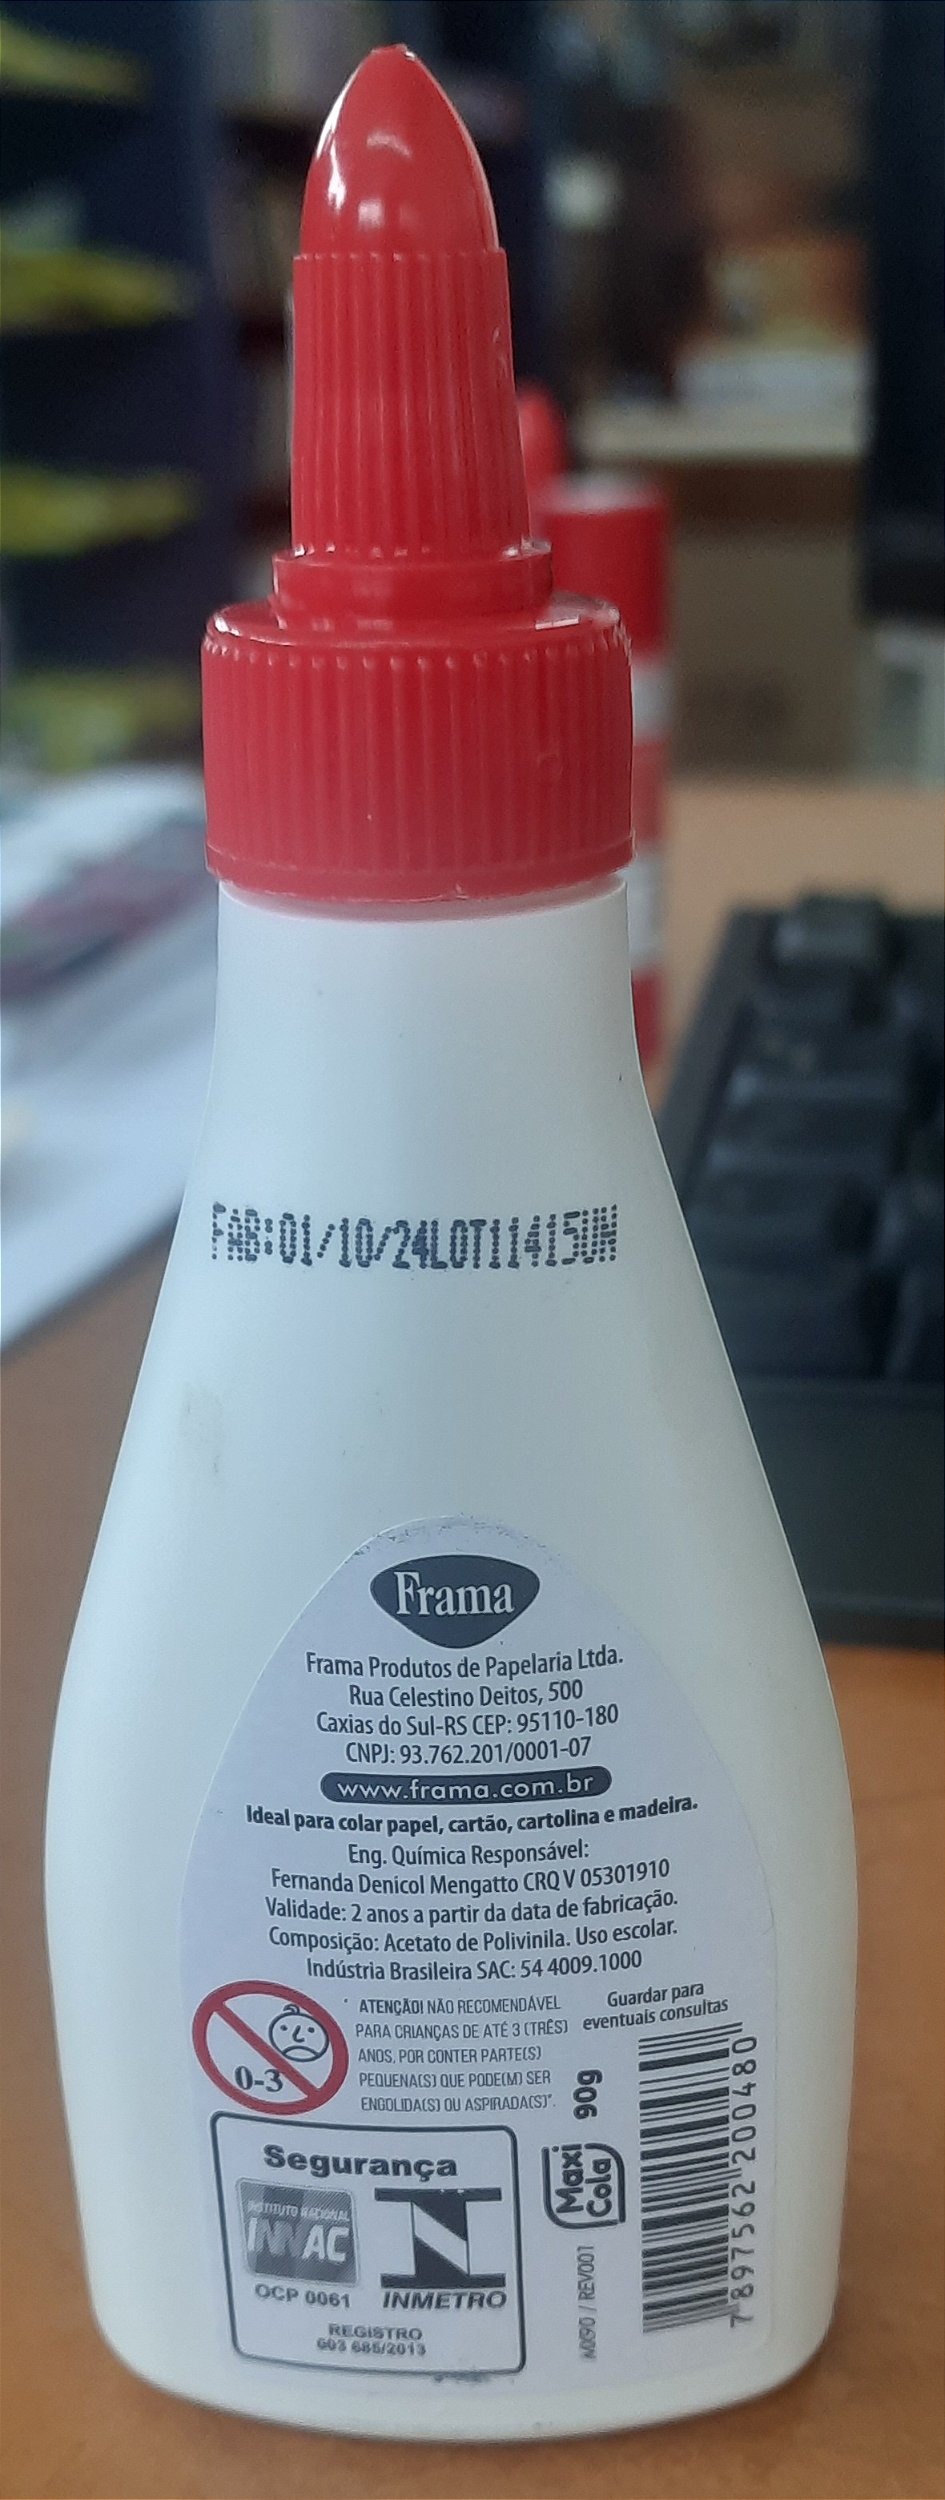 FAB:01/10/24LOT
Frama
Frama Produtos de Papelaria Ltda.
Rua Celestino Deitos, 500
Caxias do Sul-RS CEP: 95110-180
CNPJ: 93.762.201/0001-07
www.frama.com.br
Ideal para colar papel, cartão, cartolina e madeira.
Eng. Química Responsável:
Fernanda Denicol Mengatto CRQ V 05301910
Validade: 2 anos a partir da data de fabricação.
Composição: Acetato de Polivinila. Uso escolar.
Indústria Brasileira SAC: 54 4009.1000
0-3
" ATENÇÃO! NÃO RECOMENDÁVEL
PARA CRIANÇAS DE ATÉ 3 (TRÊS)
ANOS, POR CONTER PARTE(S)
PEQUENA(S) QUE PODE(M) SER
ENGOLIDA(S) OU ASPIRADA(S)".
Guardar para
eventuais consultas
90g
Maxi
Cola
MX90 / REV001
7 897562 200480
Segurança
INSTITUTO NACIONAL
INNAC
OCP 0061
INMETRO
REGISTRO
003 685/2013